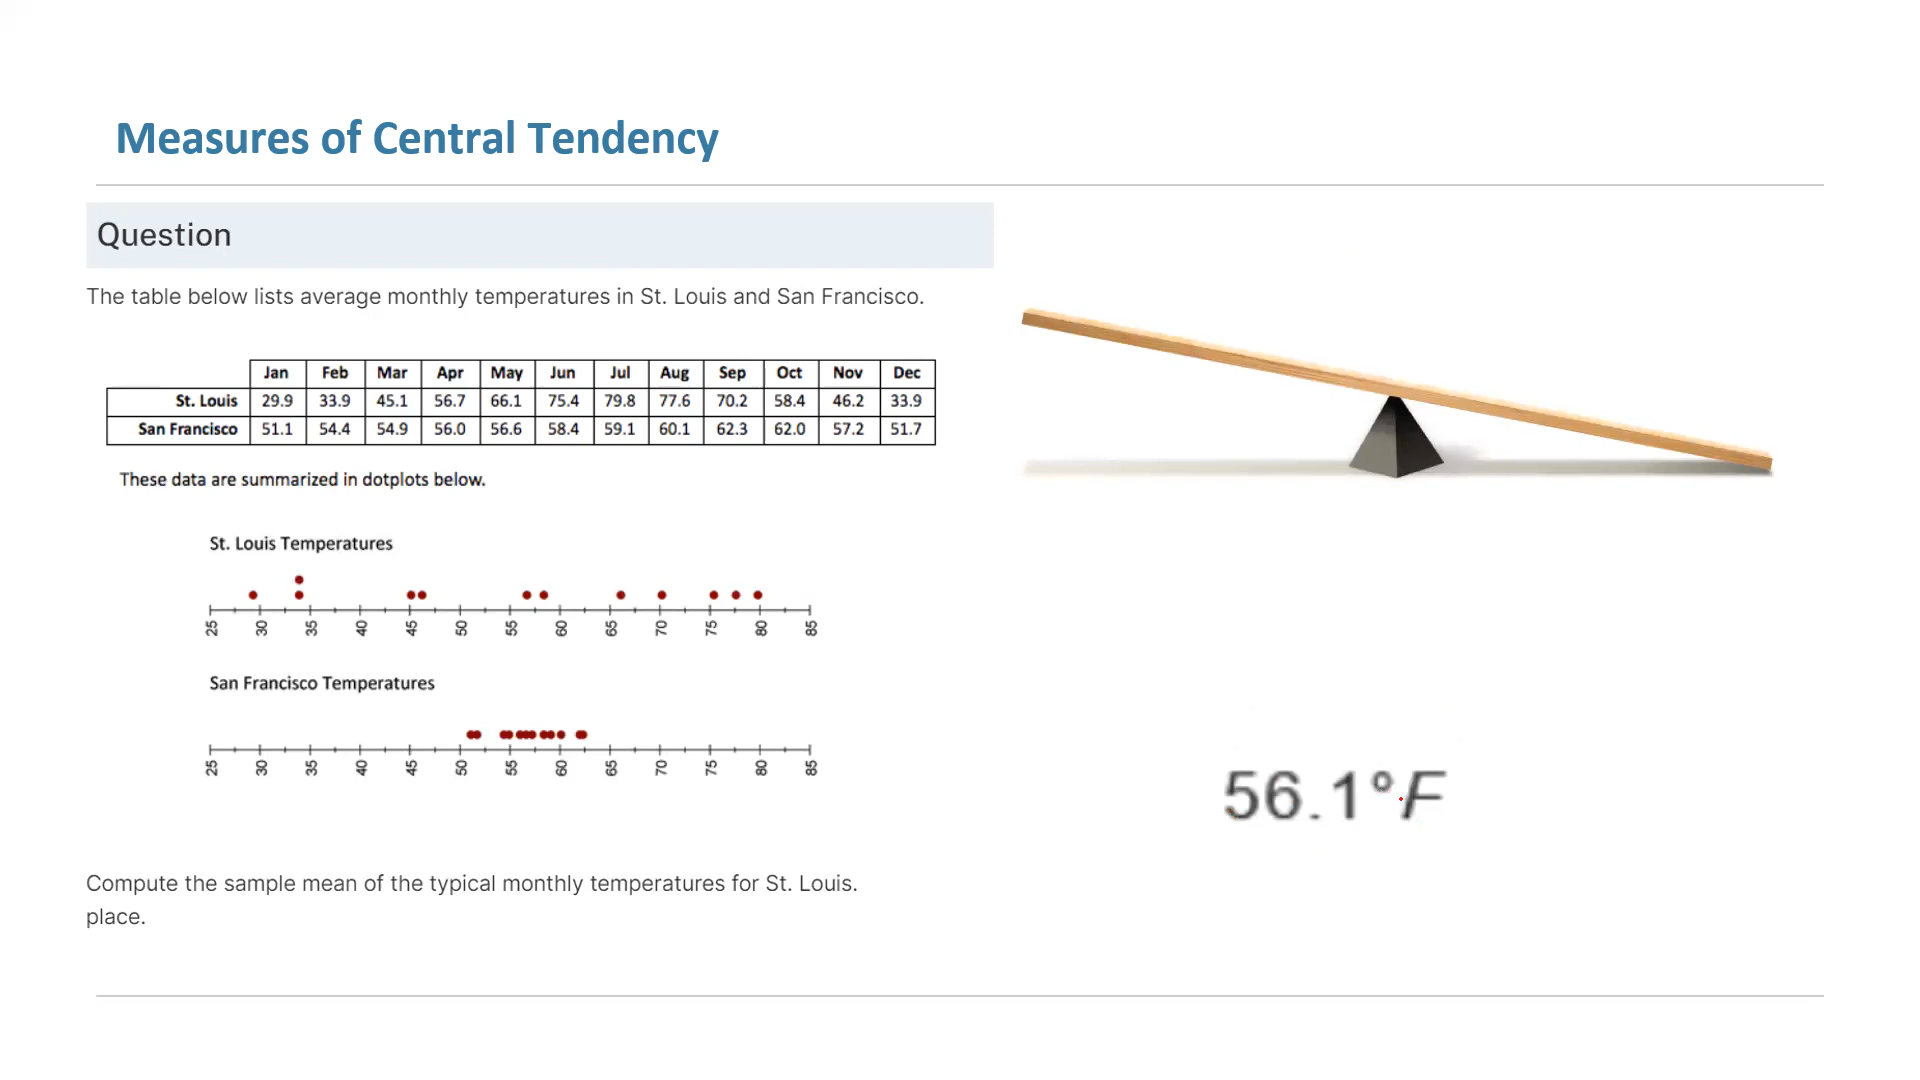 Measures of Central Tendency
Question
The table below lists average monthly temperatures in St. Louis and San Francisco.
Jan Feb Mar Apr May Jun Jul Aug Sep Oct Nov Dec
St. Louis 29.9 33.9 45.1 56.7 66.1 75.4 79.8 77.6 70.2 58.4 46.2 33.9
San Francisco 51.1 54.4 54.9 56.0 56.6 58.4 59.1 60.1 62.3 62.0 57.2 51.7
These data are summarized in dotplots below.
St. Louis Temperatures
25 30 35 40 45 50 55 60 65 70 75 80 85
San Francisco Temperatures
25 30 35 40 45 50 55 60 65 70 75 80 85
56.1°F
Compute the sample mean of the typical monthly temperatures for St. Louis.
place.